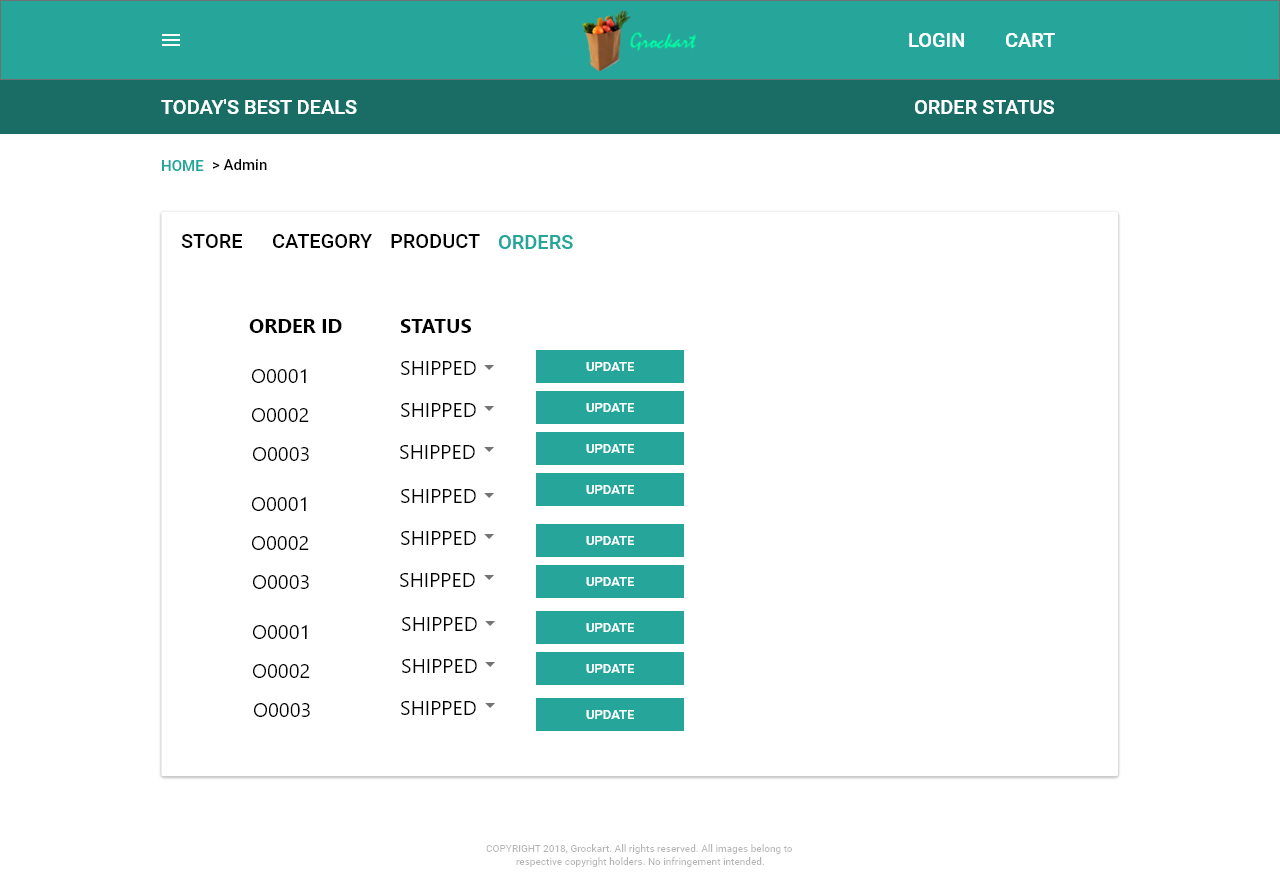 Grockart
LOGIN CART
TODAY'S BEST DEALS ORDER STATUS
HOME > Admin
STORE CATEGORY PRODUCT ORDERS
ORDER ID STATUS
O0001 SHIPPED UPDATE
O0002 SHIPPED UPDATE
O0003 SHIPPED UPDATE
O0001 SHIPPED UPDATE
O0002 SHIPPED UPDATE
O0003 SHIPPED UPDATE
O0001 SHIPPED UPDATE
O0002 SHIPPED UPDATE
O0003 SHIPPED UPDATE
COPYRIGHT 2018, Grockart. All rights reserved. All images belong to
respective copyright holders. No infringement intended.